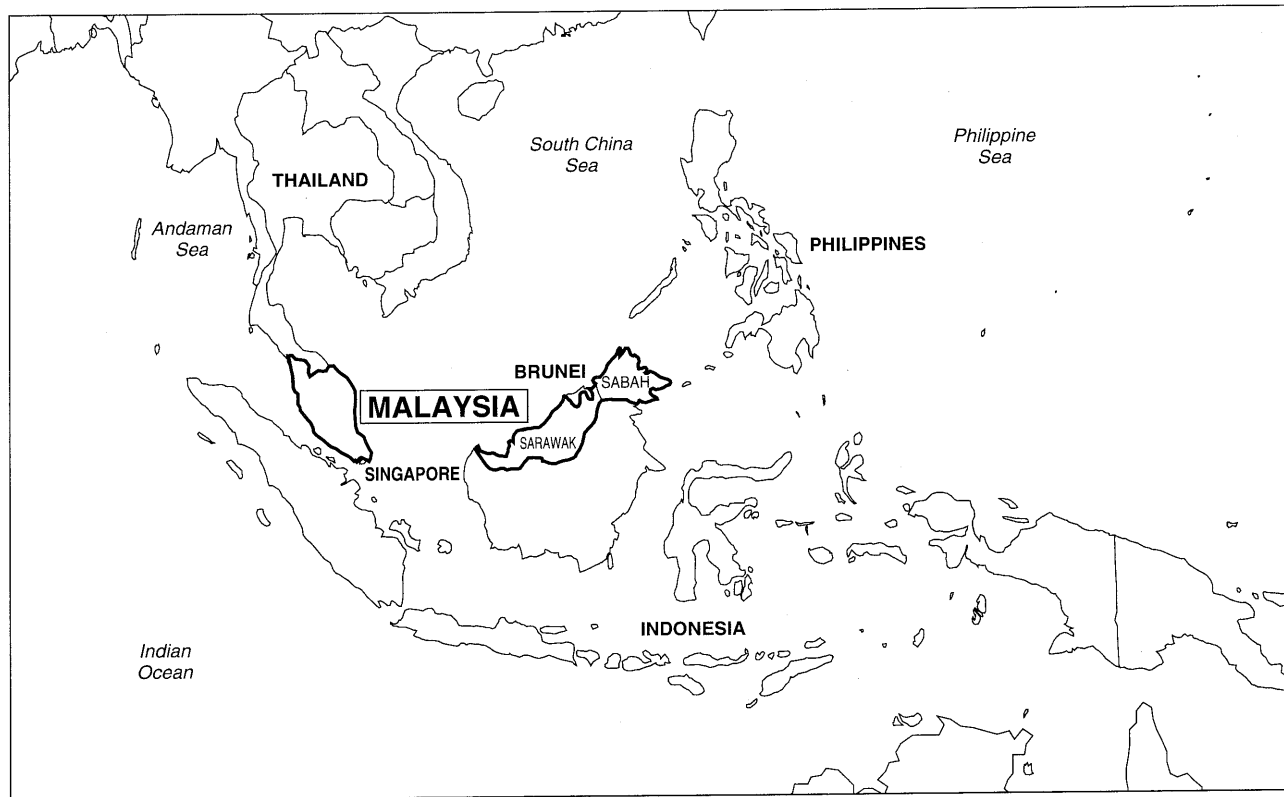 South China
Sea
Philippine
Sea
THAILAND
Andaman
Sea
PHILIPPINES
BRUNEI
SABAH
MALAYSIA
SARAWAK
SINGAPORE
INDONESIA
Indian
Ocean